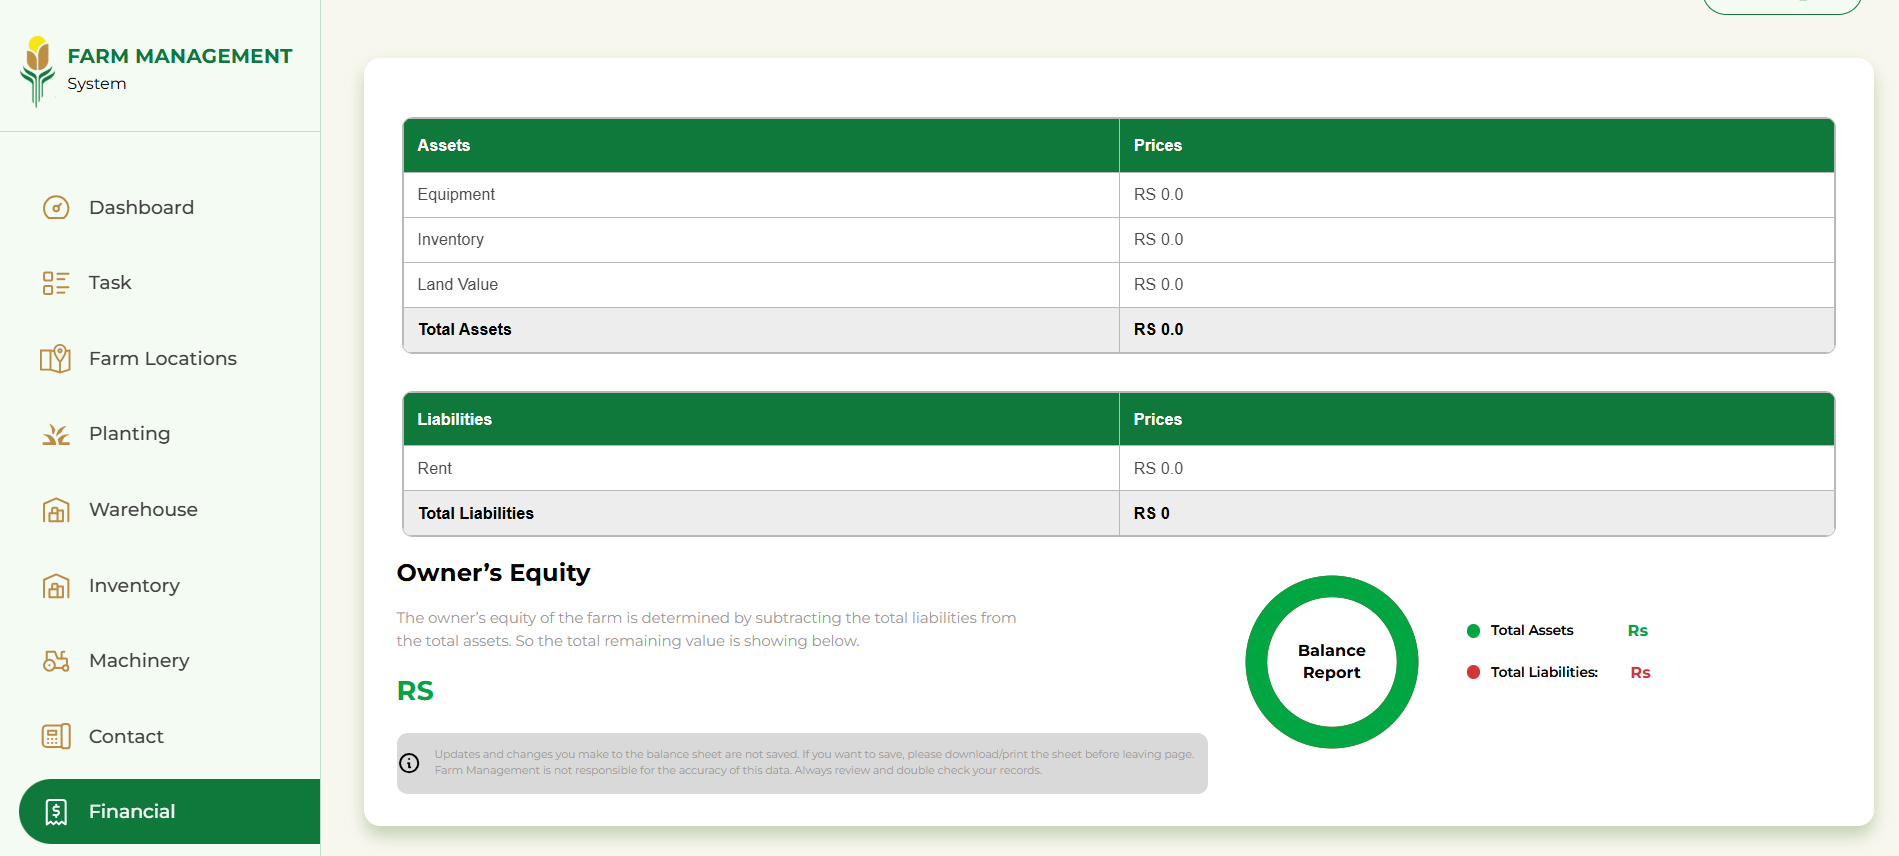 FARM MANAGEMENT
System
Dashboard
Task
Farm Locations
Planting
Warehouse
Inventory
Machinery
Contact
Financial
Assets Prices
Equipment RS 0.0
Inventory RS 0.0
Land Value RS 0.0
Total Assets RS 0.0
Liabilities Prices
Rent RS 0.0
Total Liabilities RS 0
Owner’s Equity
The owner’s equity of the farm is determined by subtracting the total liabilities from
the total assets. So the total remaining value is showing below.
RS
Updates and changes you make to the balance sheet are not saved. If you want to save, please download/print the sheet before leaving page.
Farm Management is not responsible for the accuracy of this data. Always review and double check your records.
Balance
Report
Total Assets Rs
Total Liabilities: Rs